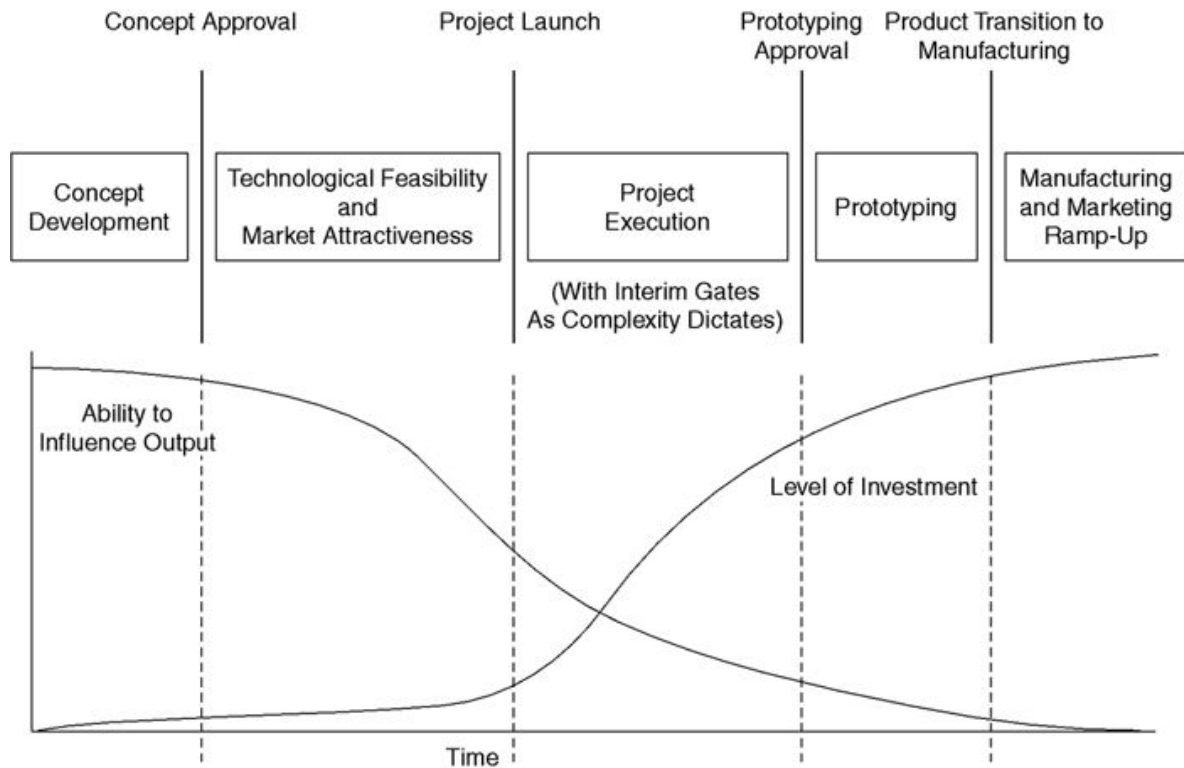 Concept Approval
Project Launch
Prototyping
Approval
Product Transition to
Manufacturing
Concept
Development
Technological Feasibility
and
Market Attractiveness
Project
Execution
Prototyping
Manufacturing
and Marketing
Ramp-Up
(With Interim Gates
As Complexity Dictates)
Ability to
Influence Output
Level of Investment
Time